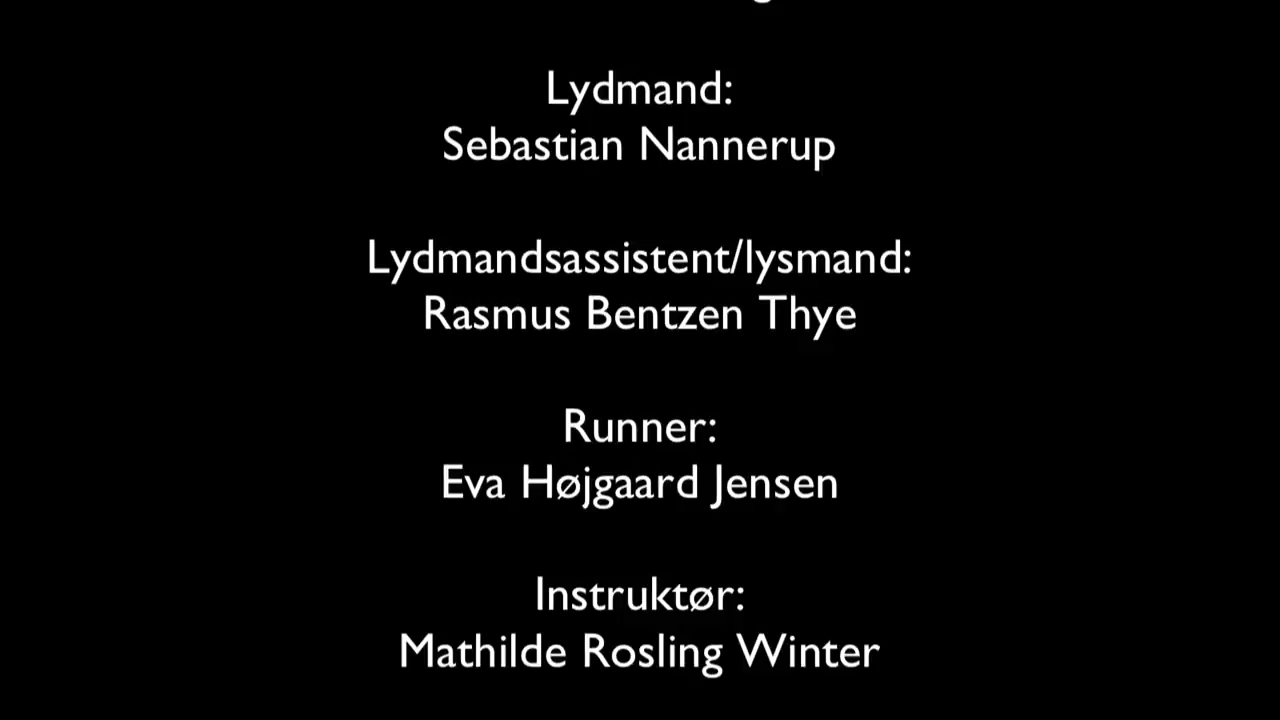 Lydmand:
Sebastian Nannerup
Lydmandsassistent/lysmand:
Rasmus Bentzen Thye
Runner:
Eva Højgaard Jensen
Instruktør:
Mathilde Rosling Winter